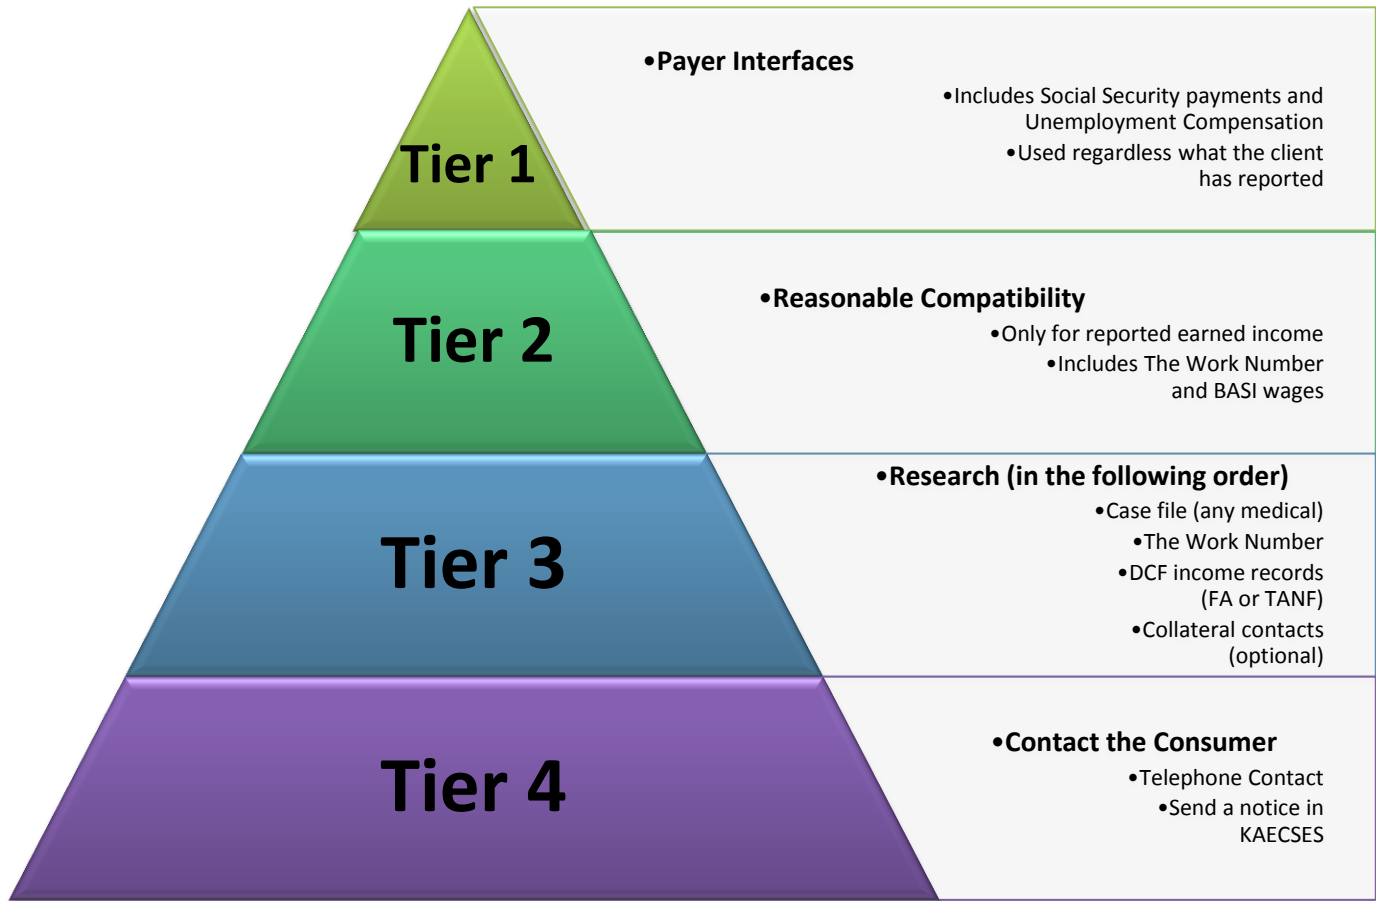 Tier 1
•Payer Interfaces
•Includes Social Security payments and
Unemployment Compensation
•Used regardless what the client
has reported
Tier 2
•Reasonable Compatibility
•Only for reported earned income
•Includes The Work Number
and BASI wages
Tier 3
•Research (in the following order)
•Case file (any medical)
•The Work Number
•DCF income records
(FA or TANF)
•Collateral contacts
(optional)
Tier 4
•Contact the Consumer
•Telephone Contact
•Send a notice in
KAECSES